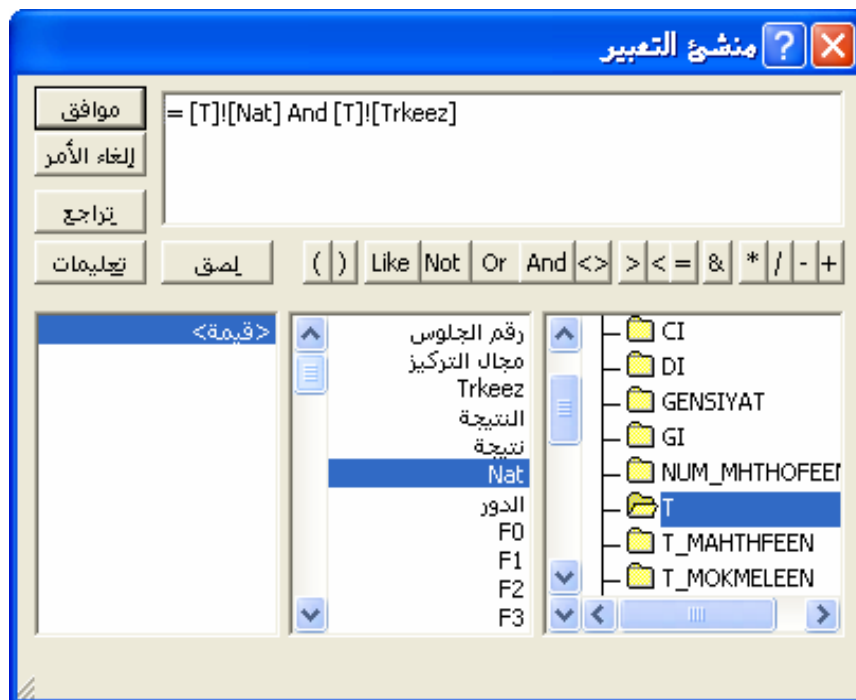 منشئ التعبير
= [T]![Nat] And [T]![Trkeez]
موافق
إلغاء الأمر
تراجع
تعليمات
لصق
( ) Like Not Or And <> > < = & * / - +
CI
DI
GENSIYAT
GI
NUM_MHTHOFEE
T
T_MAHTHFEEN
T_MOKMELEEN
رقم الجلوس
مجال التركيز
Trkeez
النتيجة
نتيجة
Nat
الدور
F0
F1
F2
F3
<قيمة>